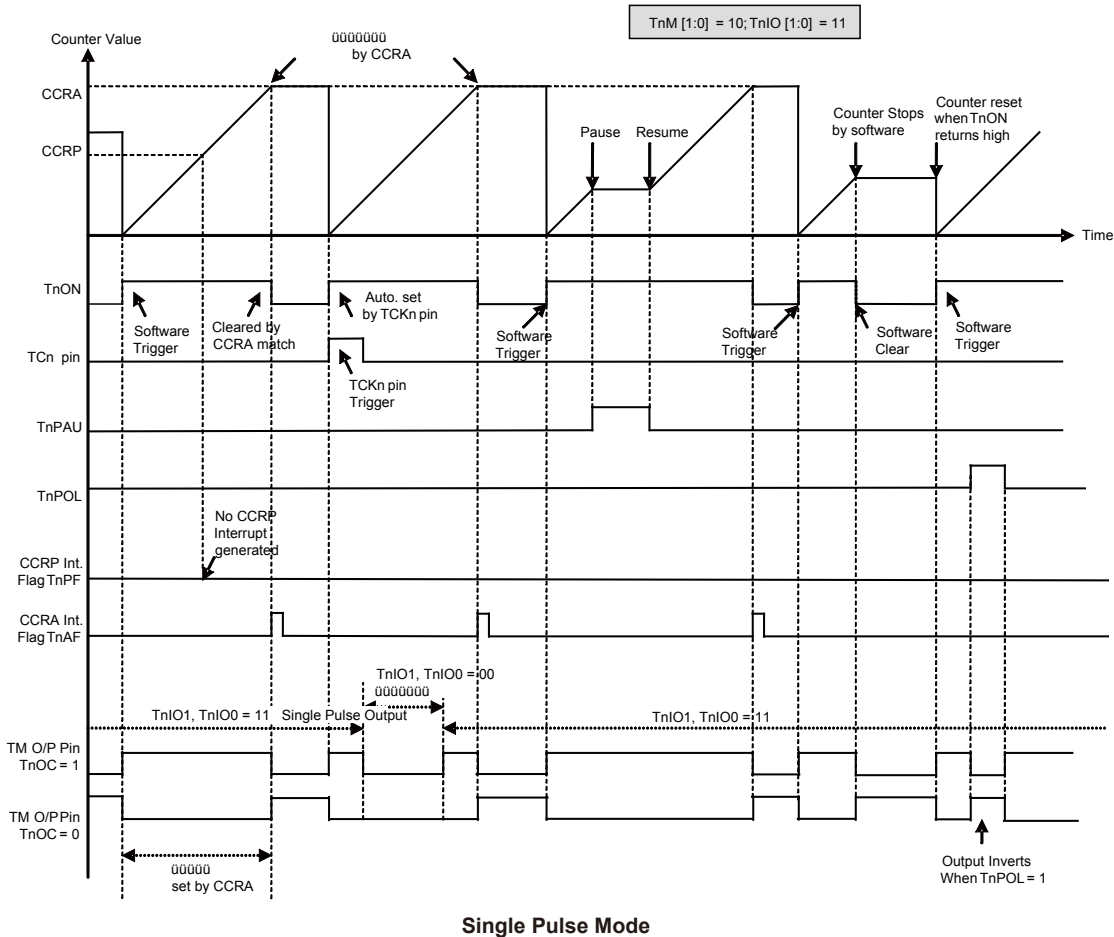 TnM [1:0] = 10; TnIO [1:0] = 11
Counter Value
üüüüüüü
by CCRA
CCRA
CCRP
Pause
Resume
Counter Stops
by software
Counter reset
when TnON
returns high
Time
TnON
Software
Trigger
Cleared by
CCRA match
Auto. set
by TCKn pin
Software
Trigger
Software
Trigger
Software
Clear
Software
Trigger
TCn pin
TCKn pin
Trigger
TnPAU
TnPOL
No CCRP
Interrupt
generated
CCRP Int.
Flag TnPF
CCRA Int.
Flag TnAF
TnIO1, TnIO0 = 00
üüüüüüü
TnIO1, TnIO0 = 11 Single Pulse Output
TnIO1, TnIO0 = 11
TM O/P Pin
TnOC = 1
TM O/P Pin
TnOC = 0
üüüüü
set by CCRA
Output Inverts
When TnPOL = 1
Single Pulse Mode